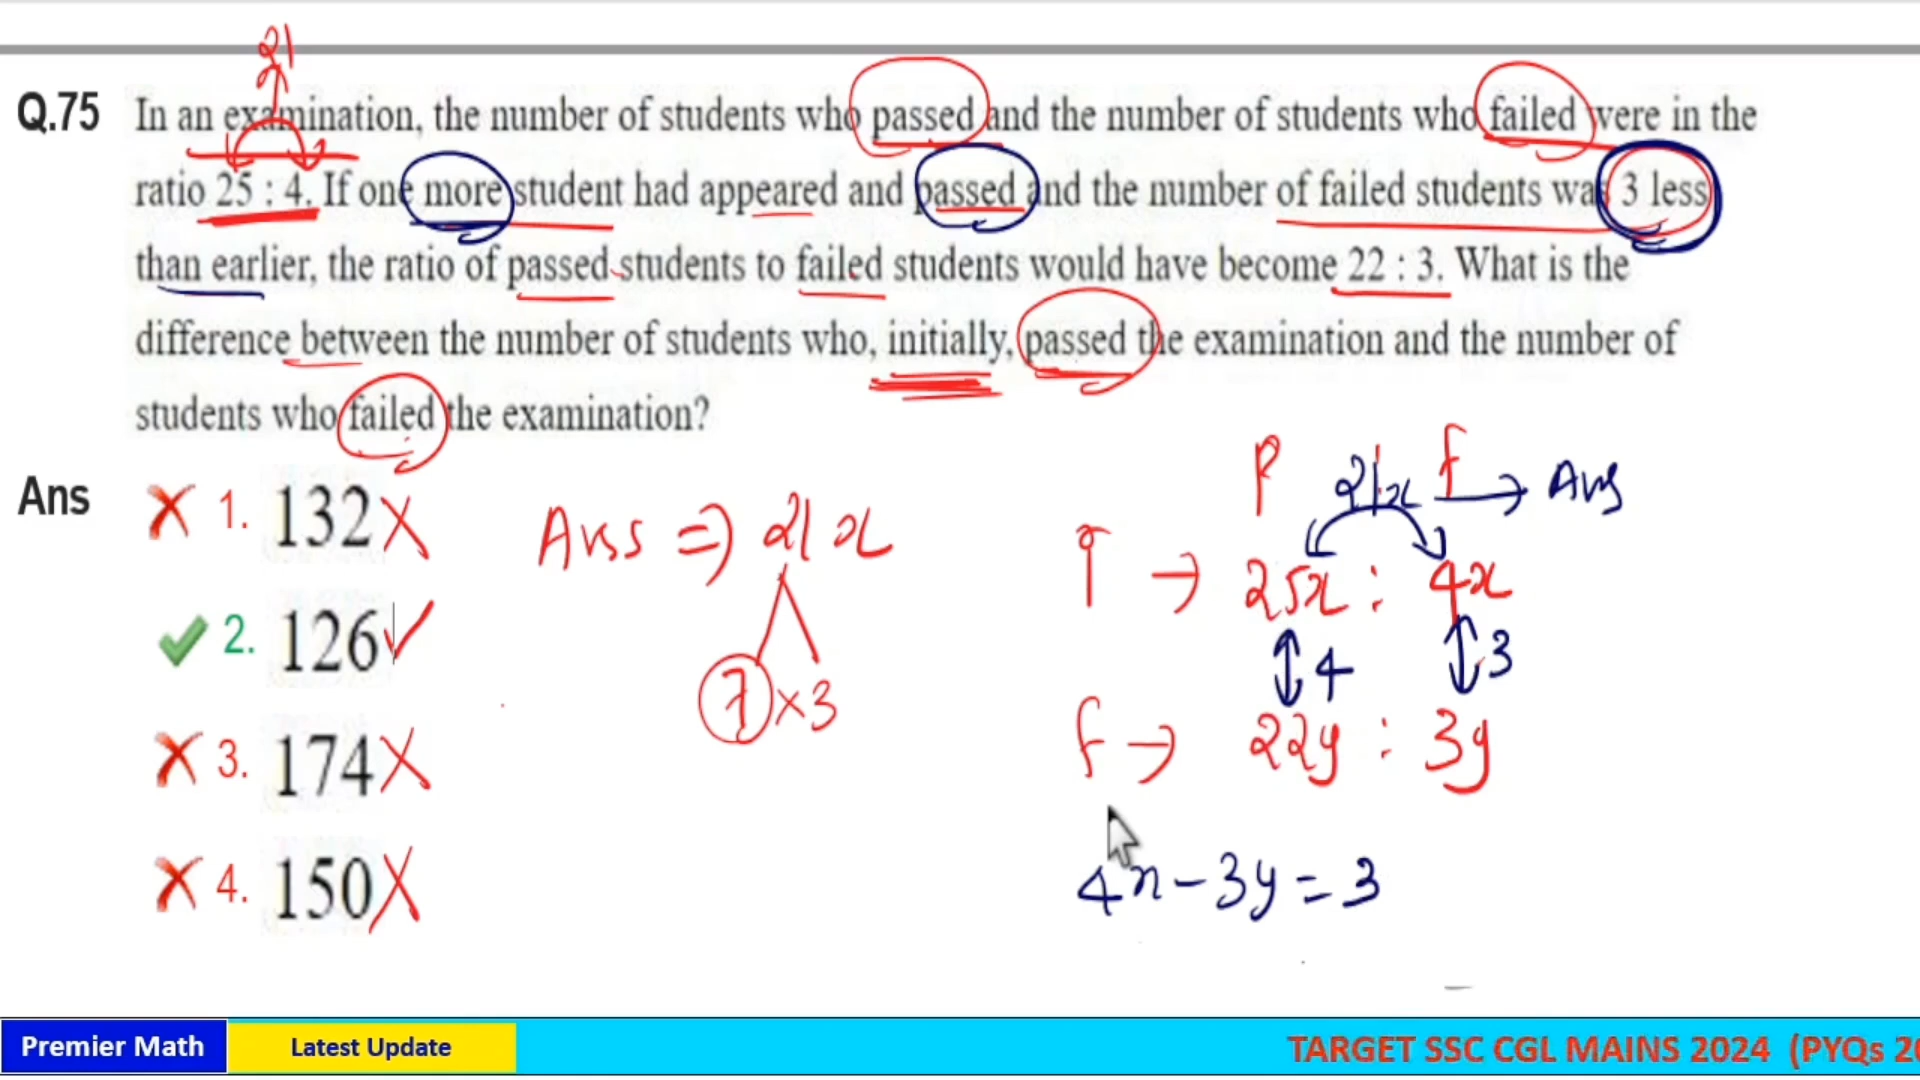 21
Q.75 In an examination, the number of students who passed and the number of students who failed were in the
ratio 25 : 4. If one more student had appeared and passed and the number of failed students was 3 less
than earlier, the ratio of passed students to failed students would have become 22 : 3. What is the
difference between the number of students who, initially, passed the examination and the number of
students who failed the examination?
P 21x f → Ans
Ans 1. 132
Ans ⇒ 21x
I → 25x : 4x
2. 126
7 × 3
4 3
3. 174
f → 22y : 3y
4. 150
4x - 3y = 3
Premier Math Latest Update TARGET SSC CGL MAINS 2024 (PYQs 20